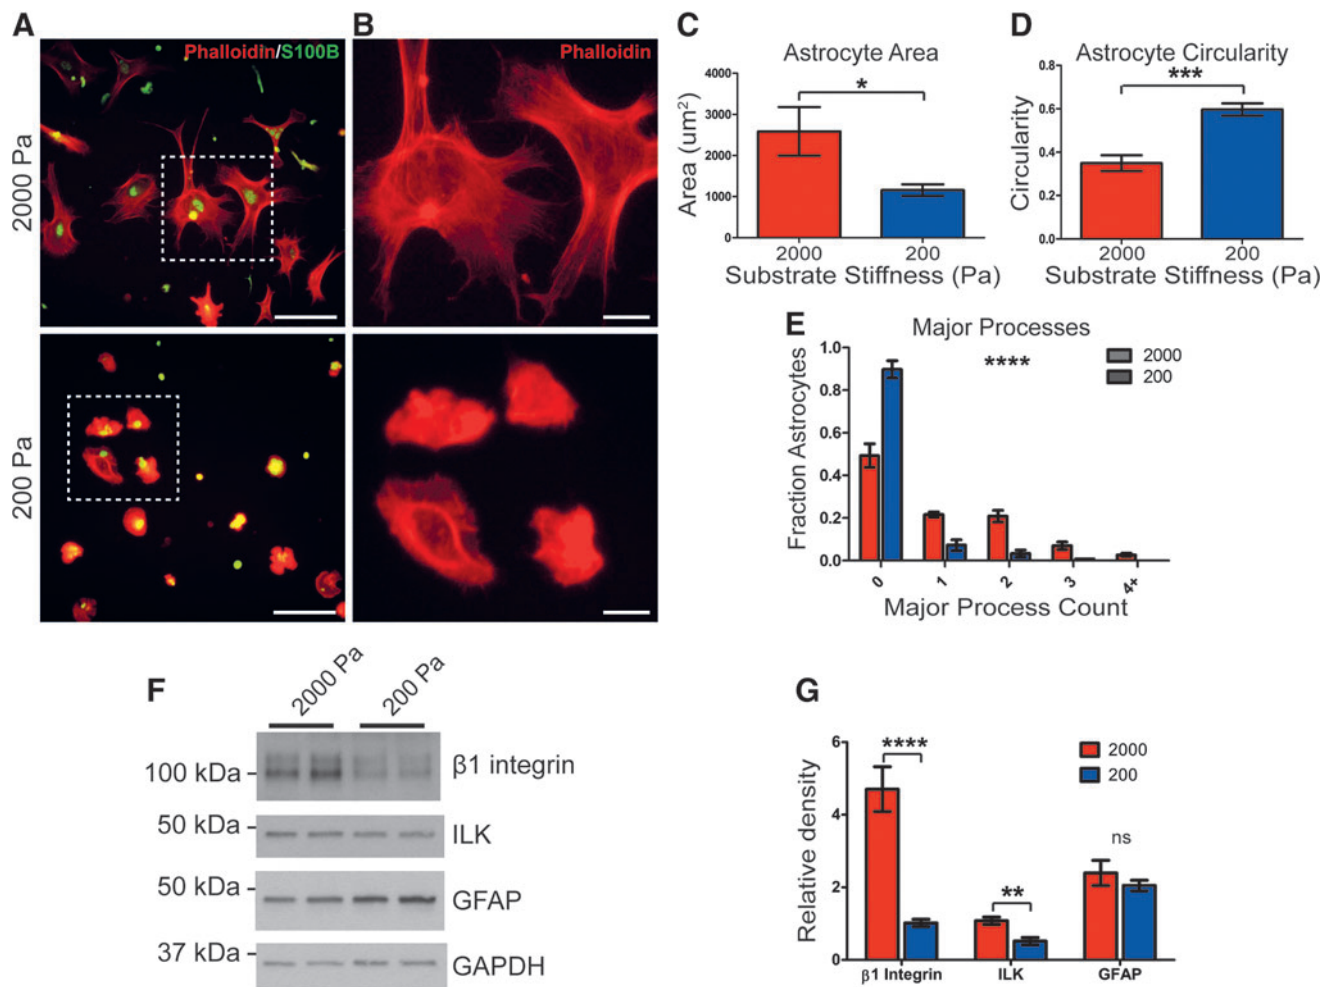 A
B
Phalloidin/S100B
Phalloidin
2000 Pa
200 Pa
C
Astrocyte Area
*
4000
3000
2000
1000
0
Area (um²)
2000
200
Substrate Stiffness (Pa)
D
Astrocyte Circularity
***
0.8
0.6
0.4
0.2
0.0
Circularity
2000
200
Substrate Stiffness (Pa)
E
Major Processes
****
2000
200
1.0
0.8
0.6
0.4
0.2
0.0
Fraction Astrocytes
0
1
2
3
4+
Major Process Count
F
2000 Pa
200 Pa
100 kDa
β1 integrin
50 kDa
ILK
50 kDa
GFAP
37 kDa
GAPDH
G
6
4
2
0
Relative density
****
**
ns
2000
200
β1 Integrin
ILK
GFAP